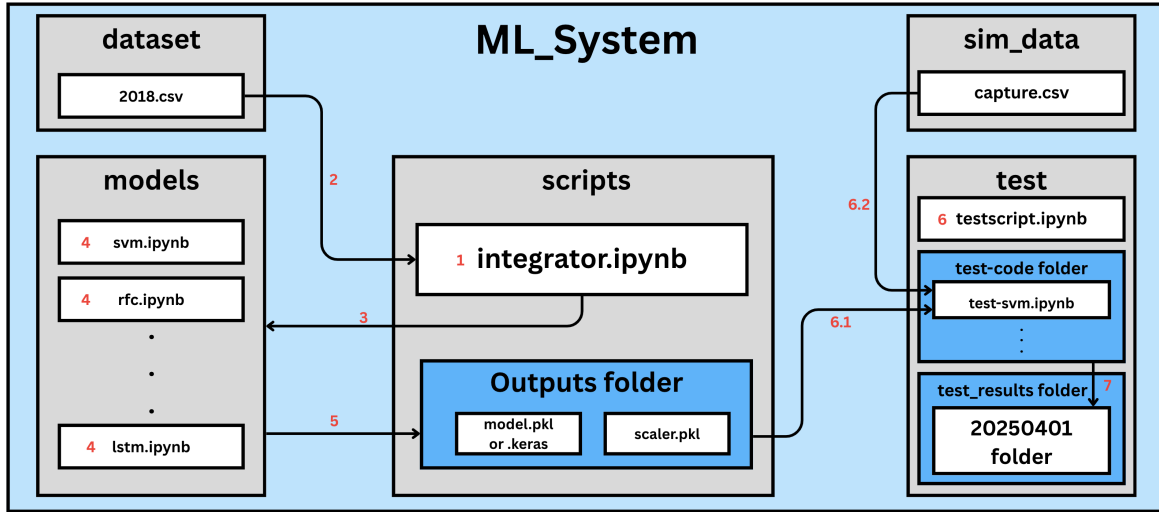 ML_System
dataset
2018.csv
sim_data
capture.csv
models
4 svm.ipynb
4 rfc.ipynb
4 lstm.ipynb
2
3
5
scripts
1 integrator.ipynb
Outputs folder
model.pkl
or .keras
scaler.pkl
6.2
6.1
test
6 testscript.ipynb
test-code folder
test-svm.ipynb
7
test_results folder
20250401
folder